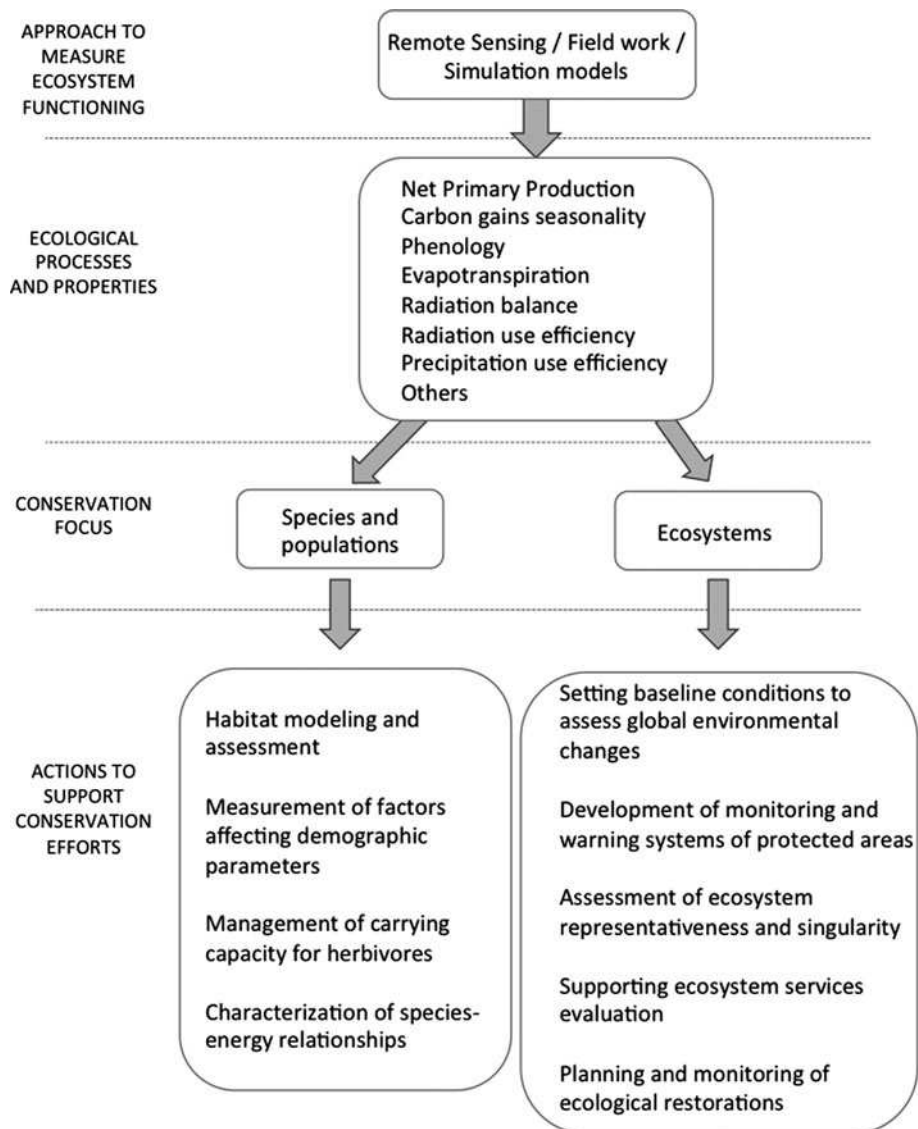 APPROACH TO
MEASURE
ECOSYSTEM
FUNCTIONING
Remote Sensing / Field work /
Simulation models
ECOLOGICAL
PROCESSES
AND PROPERTIES
Net Primary Production
Carbon gains seasonality
Phenology
Evapotranspiration
Radiation balance
Radiation use efficiency
Precipitation use efficiency
Others
CONSERVATION
FOCUS
Species and
populations
Ecosystems
ACTIONS TO
SUPPORT
CONSERVATION
EFFORTS
Habitat modeling and
assessment
Measurement of factors
affecting demographic
parameters
Management of carrying
capacity for herbivores
Characterization of species-
energy relationships
Setting baseline conditions to
assess global environmental
changes
Development of monitoring and
warning systems of protected areas
Assessment of ecosystem
representativeness and singularity
Supporting ecosystem services
evaluation
Planning and monitoring of
ecological restorations